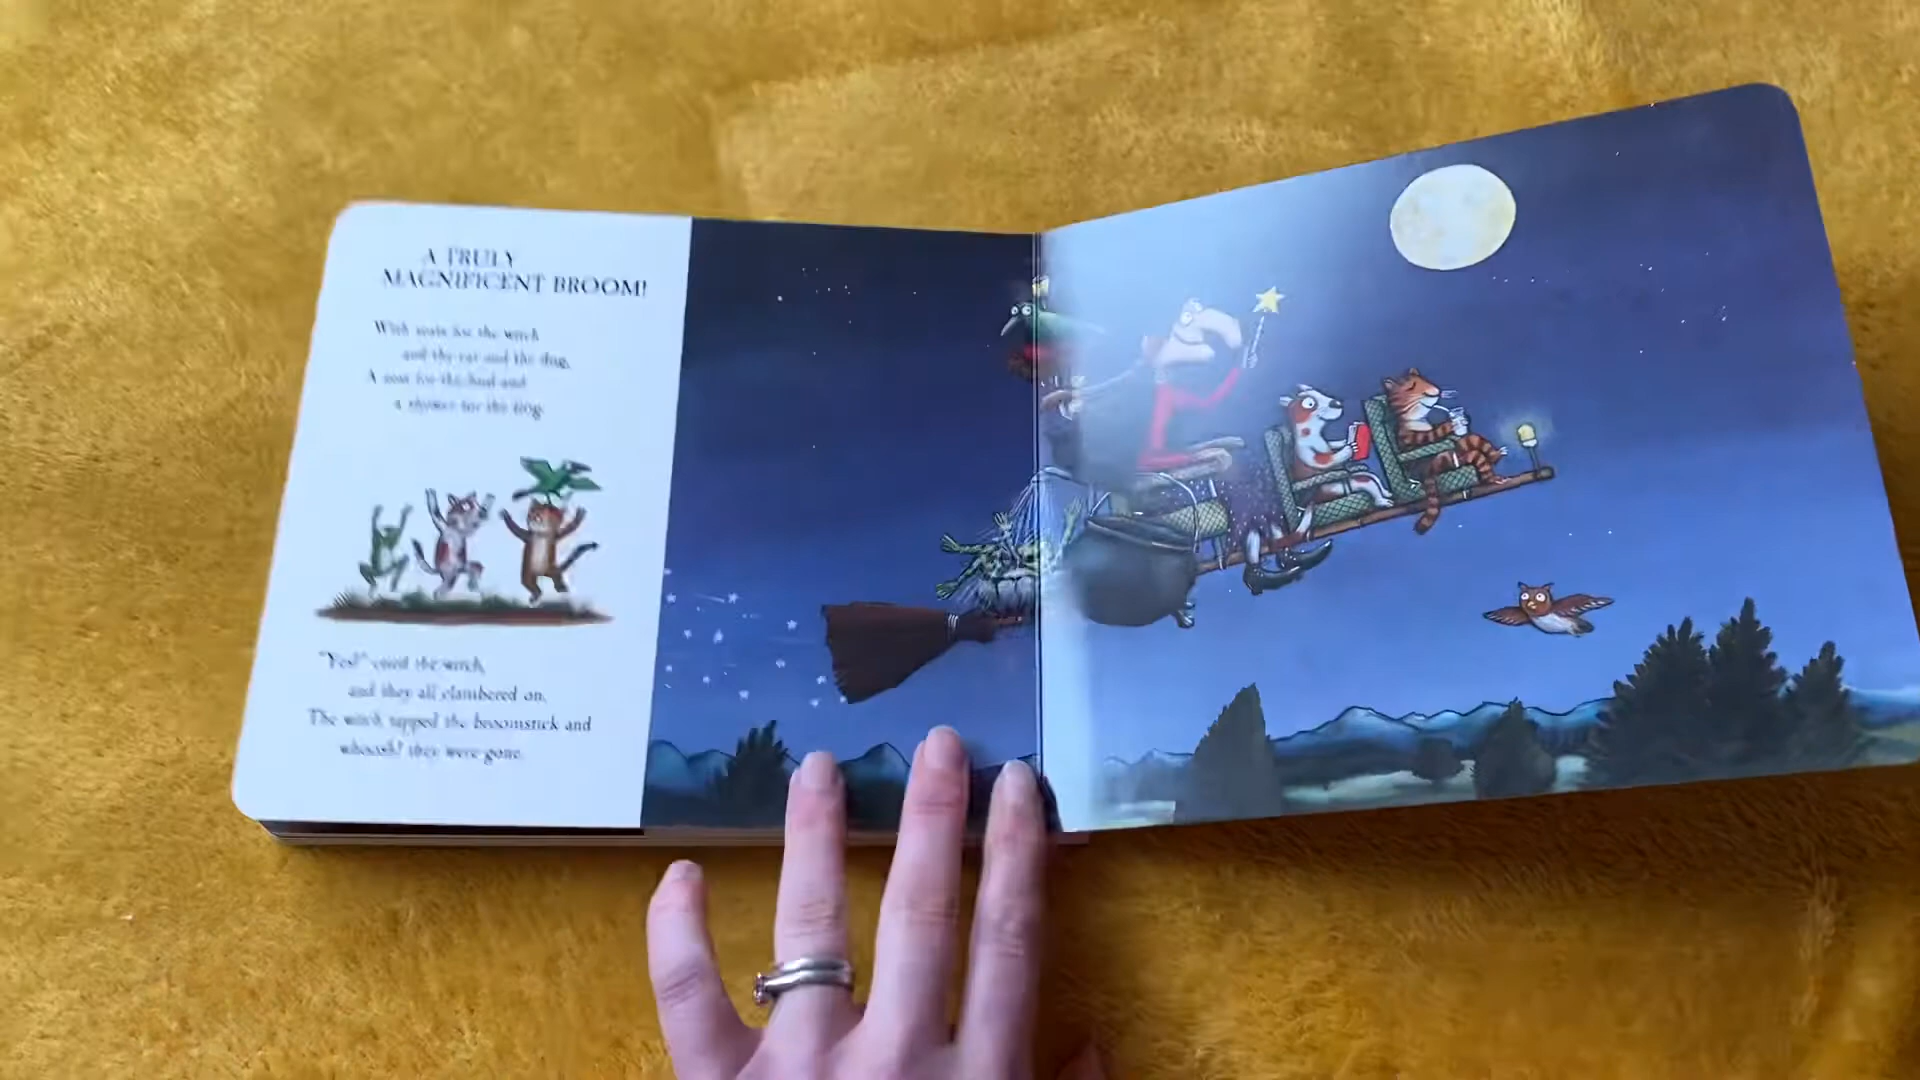 A TRULY
MAGNIFICENT BROOM!
With seats for the witch
and the cat and the dog,
A seat for the bird and
a shower for the frog.
"Yes!" cried the witch,
and they all clambered on.
The witch tapped the broomstick and
whoosh! they were gone.